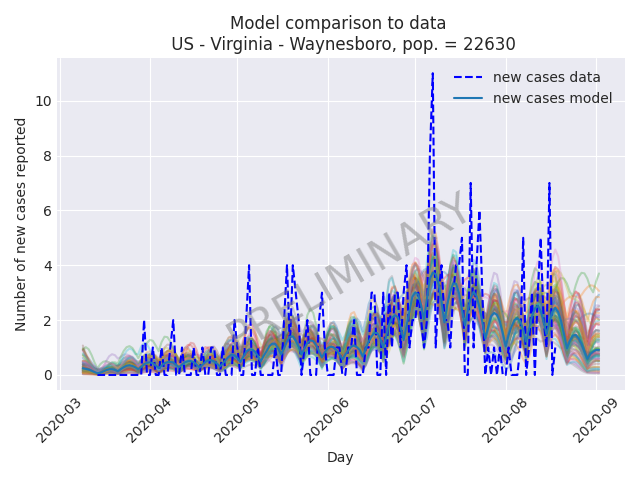 Model comparison to data
US - Virginia - Waynesboro, pop. = 22630
new cases data
new cases model
PRELIMINARY
Number of new cases reported
10
8
6
4
2
0
2020-03
2020-04
2020-05
2020-06
2020-07
2020-08
2020-09
Day